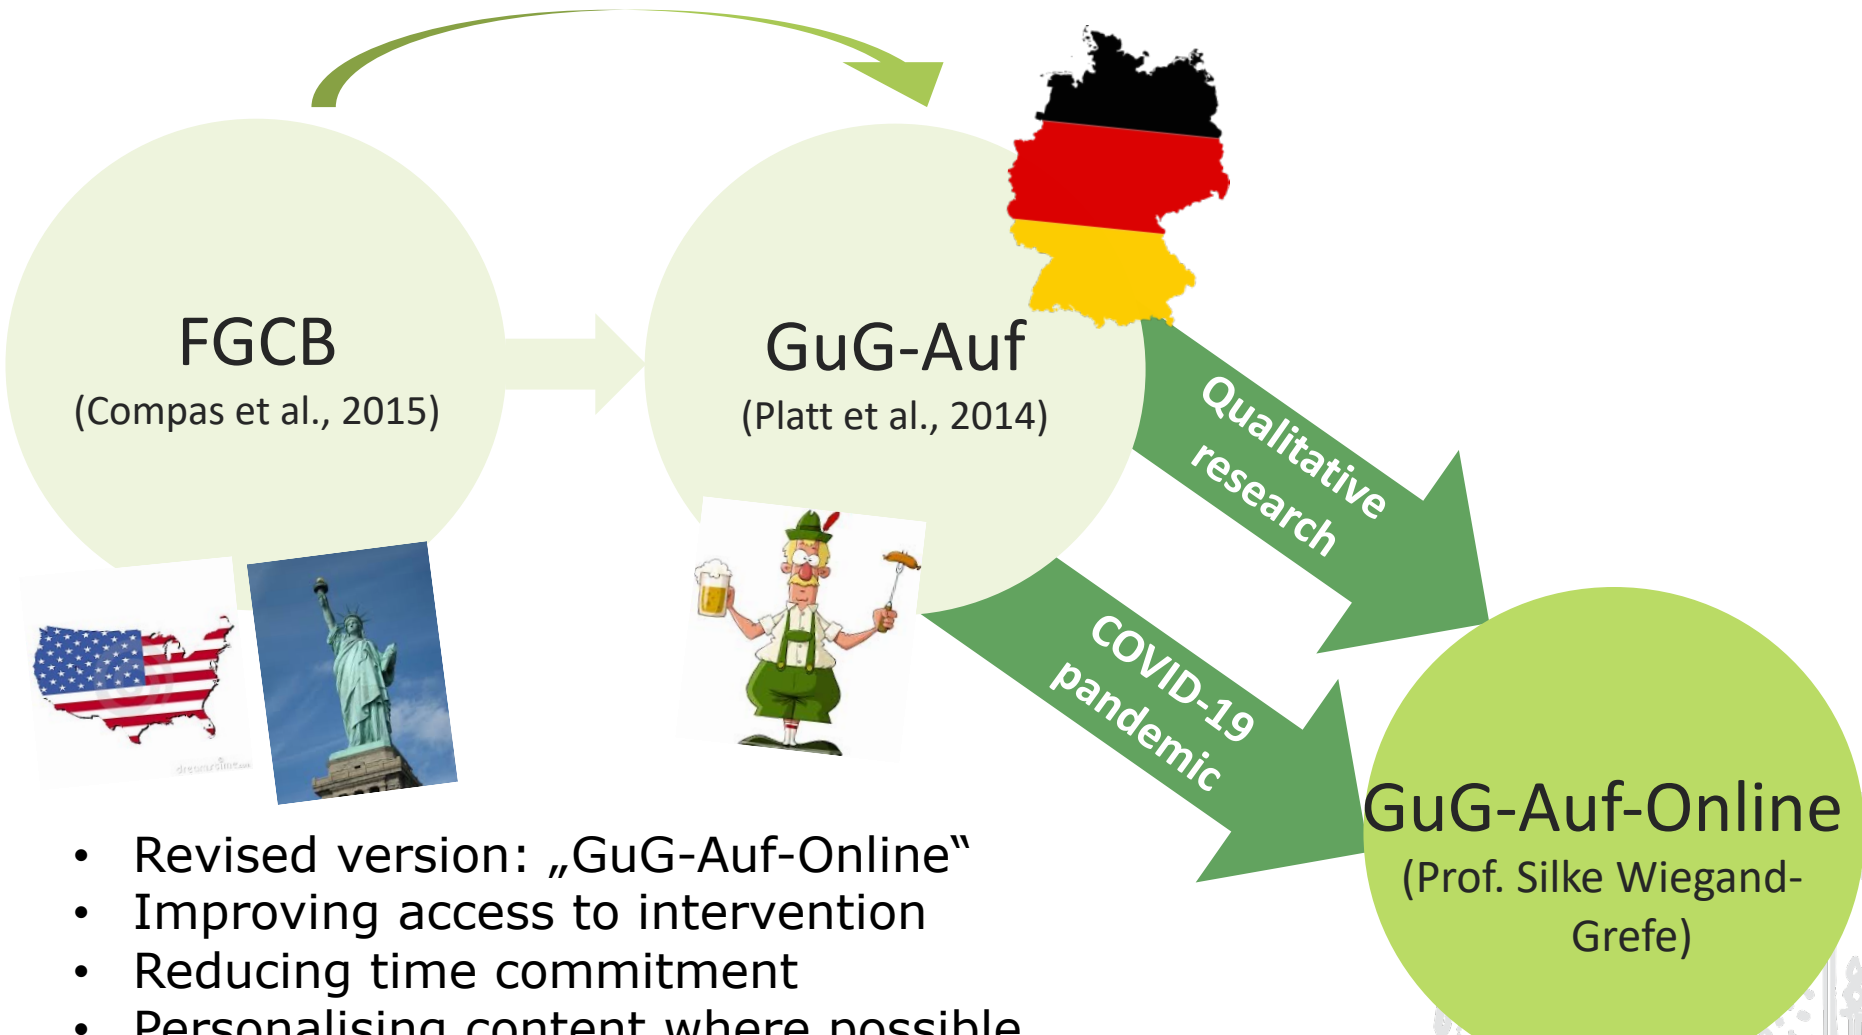 FGCB
(Compas et al., 2015)
GuG-Auf
(Platt et al., 2014)
Qualitative
research
COVID-19
pandemic
GuG-Auf-Online
(Prof. Silke Wiegand-
Grefe)
• Revised version: „GuG-Auf-Online“
• Improving access to intervention
• Reducing time commitment
• Personalising content where possible